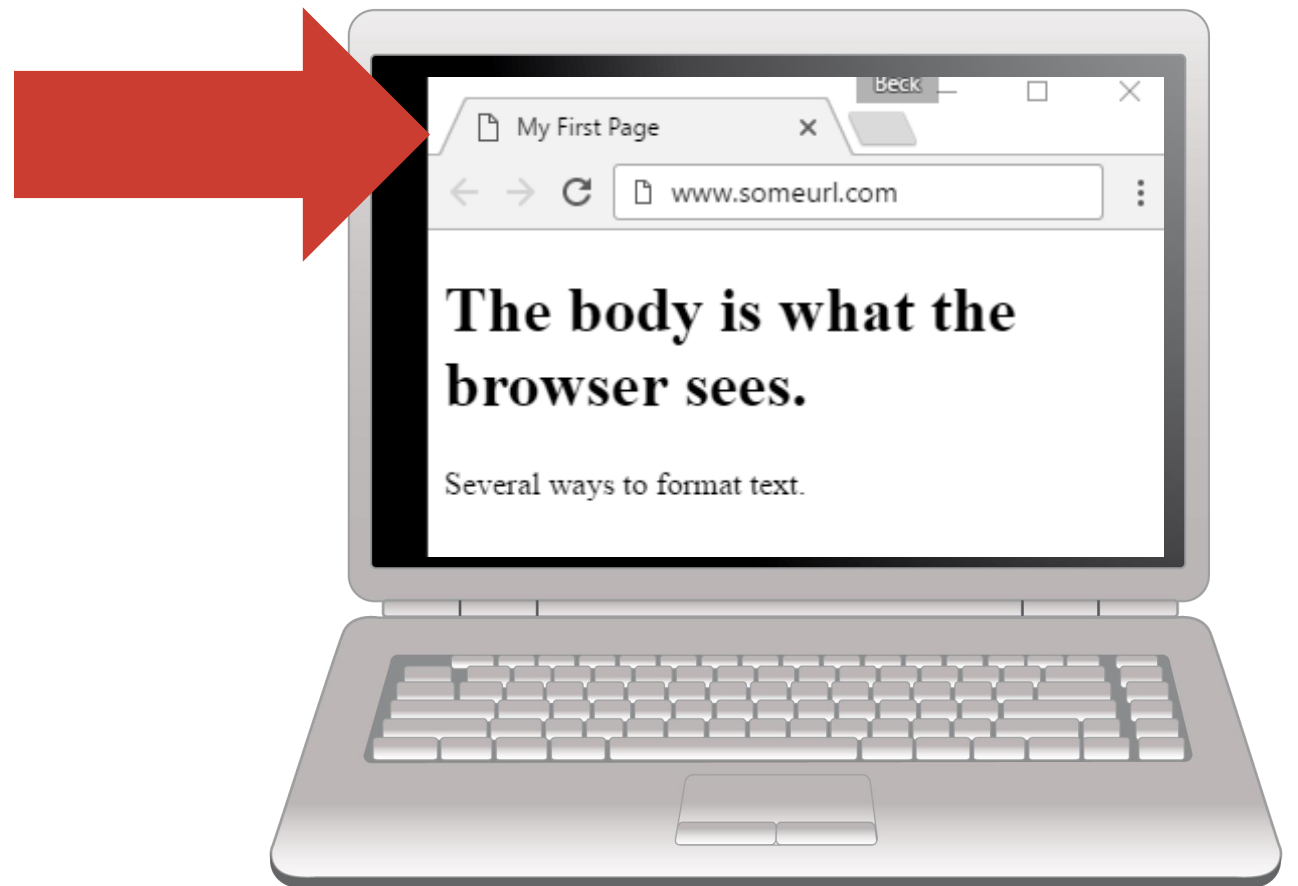 Beck
My First Page
www.someurl.com
The body is what the
browser sees.
Several ways to format text.